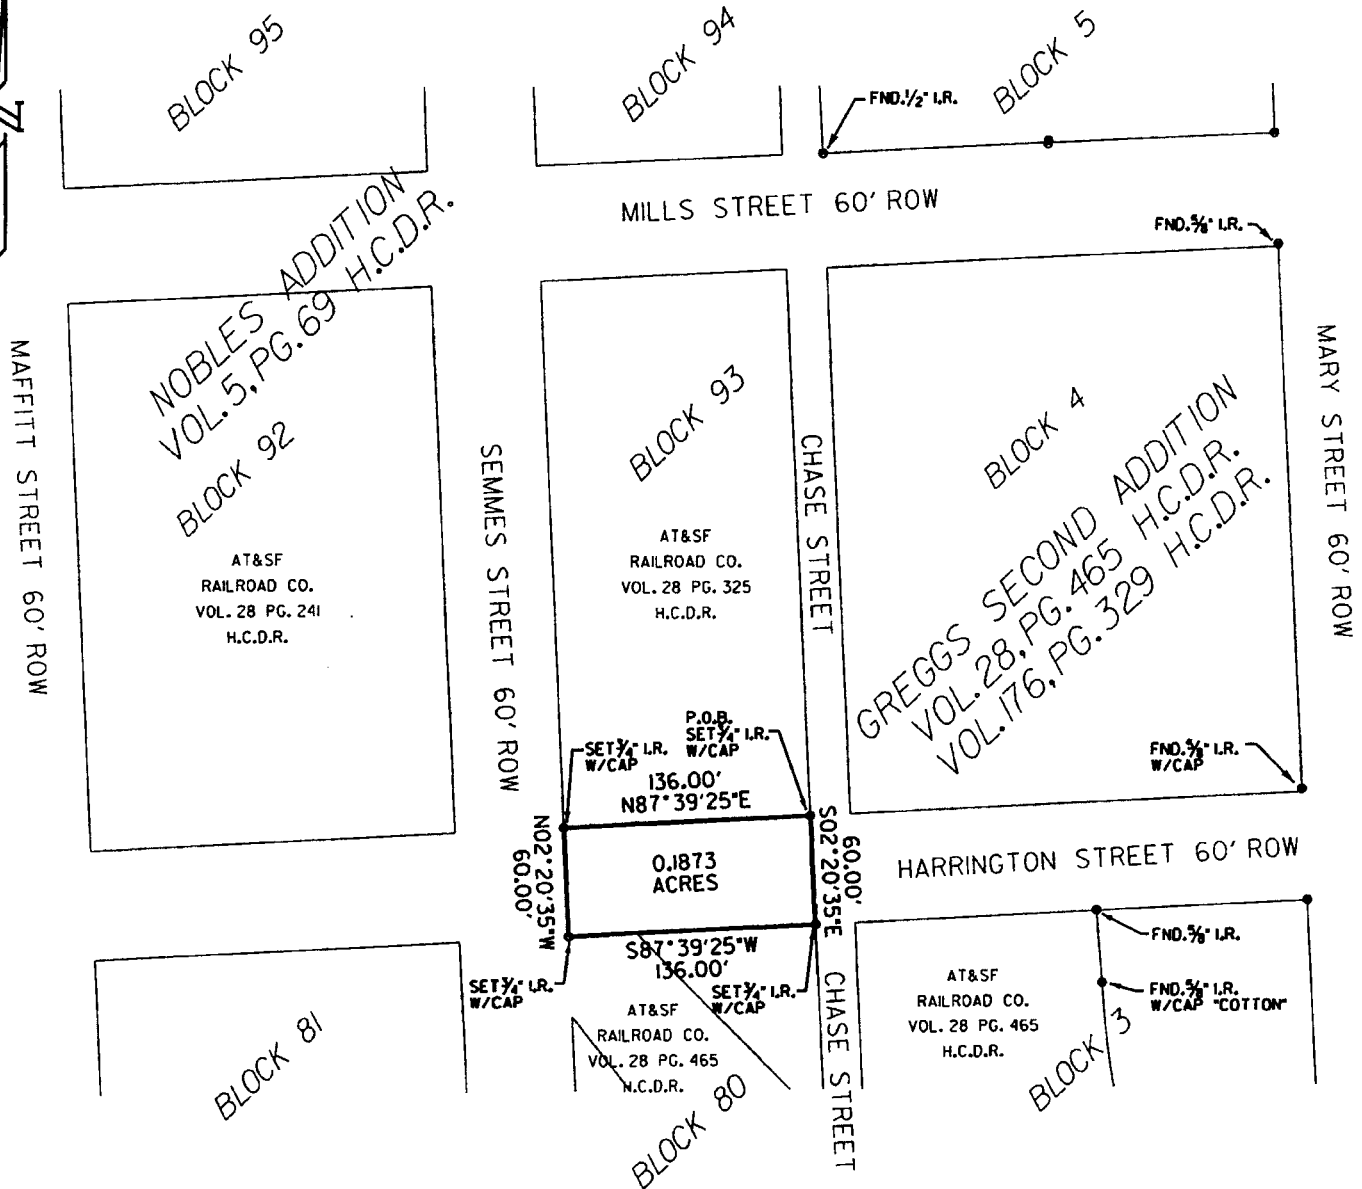 BLOCK 95
BLOCK 94
BLOCK 5
FND. 1/2" I.R.
N
MILLS STREET 60' ROW
FND. 5/8" I.R.
NOBLES ADDITION
VOL. 5, PG. 69 H.C.D.R.
MAFFITT STREET 60' ROW
BLOCK 92
AT&SF
RAILROAD CO.
VOL. 28 PG. 241
H.C.D.R.
SEMMES STREET 60' ROW
BLOCK 93
AT&SF
RAILROAD CO.
VOL. 28 PG. 325
H.C.D.R.
CHASE STREET
BLOCK 4
GREGGS SECOND ADDITION
VOL. 28, PG. 465 H.C.D.R.
VOL. 176, PG. 329 H.C.D.R.
MARY STREET 60' ROW
SET 3/4" I.R.
W/CAP
P.O.B.
SET 3/4" I.R.
W/CAP
136.00'
N87°39'25"E
FND. 5/8" I.R.
W/CAP
N02°20'35"W
60.00'
0.1873
ACRES
60.00'
S02°20'35"E
HARRINGTON STREET 60' ROW
S87°39'25"W
136.00'
SET 3/4" I.R.
W/CAP
SET 3/4" I.R.
W/CAP
AT&SF
RAILROAD CO.
VOL. 28 PG. 465
H.C.D.R.
CHASE STREET
AT&SF
RAILROAD CO.
VOL. 28 PG. 465
H.C.D.R.
FND. 5/8" I.R.
FND. 5/8" I.R.
W/CAP "COTTON"
BLOCK 81
BLOCK 80
BLOCK 3